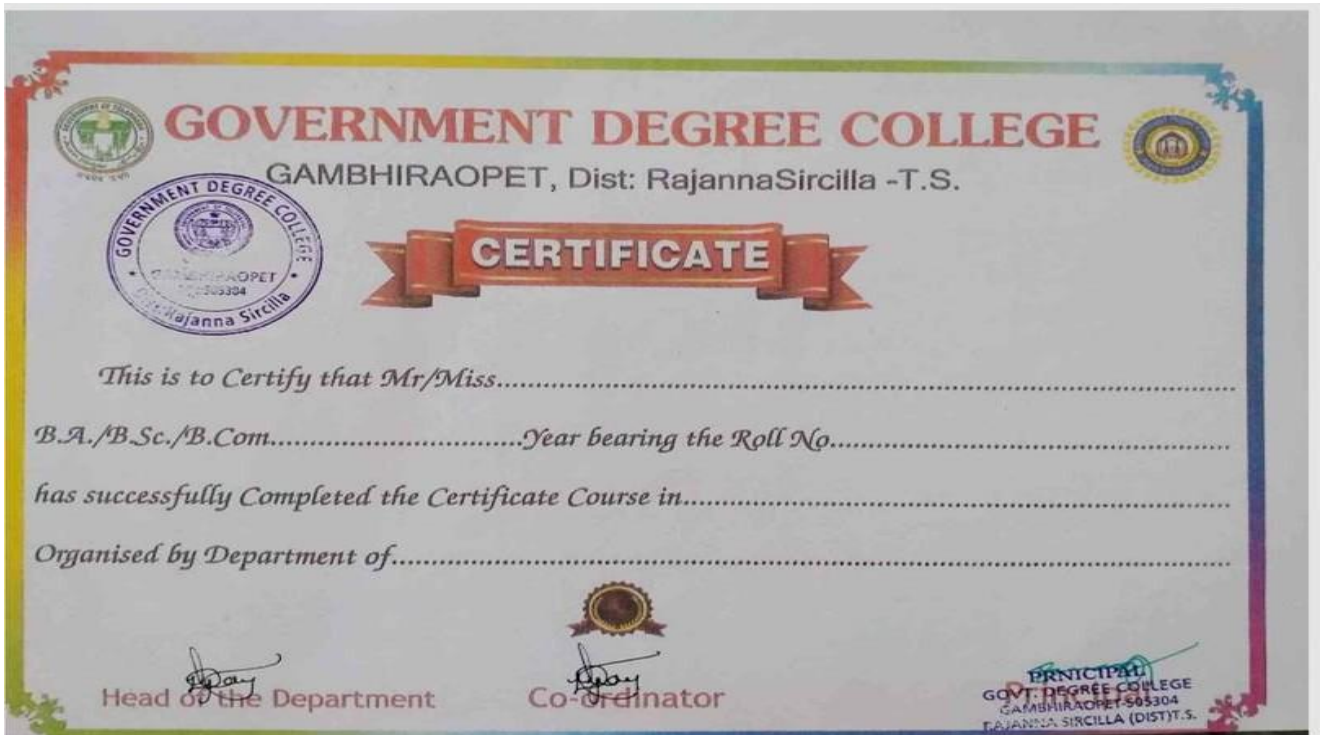 GOVERNMENT DEGREE COLLEGE
GAMBHIRAOPET, Dist: RajannaSircilla -T.S.
GOVERNMENT DEGREE COLLEGE
GAMBHIRAOPET
505304
Rajanna Sircilla
CERTIFICATE
This is to Certify that Mr/Miss..........
B.A./B.Sc./B.Com..........Year bearing the Roll No..........
has successfully Completed the Certificate Course in..........
Organised by Department of..........
Head of the Department
Co-ordinator
PRNICIPAL
GOVT. DEGREE COLLEGE
GAMBHIRAOPET-505304
RAJANNA SIRCILLA (DIST)T.S.